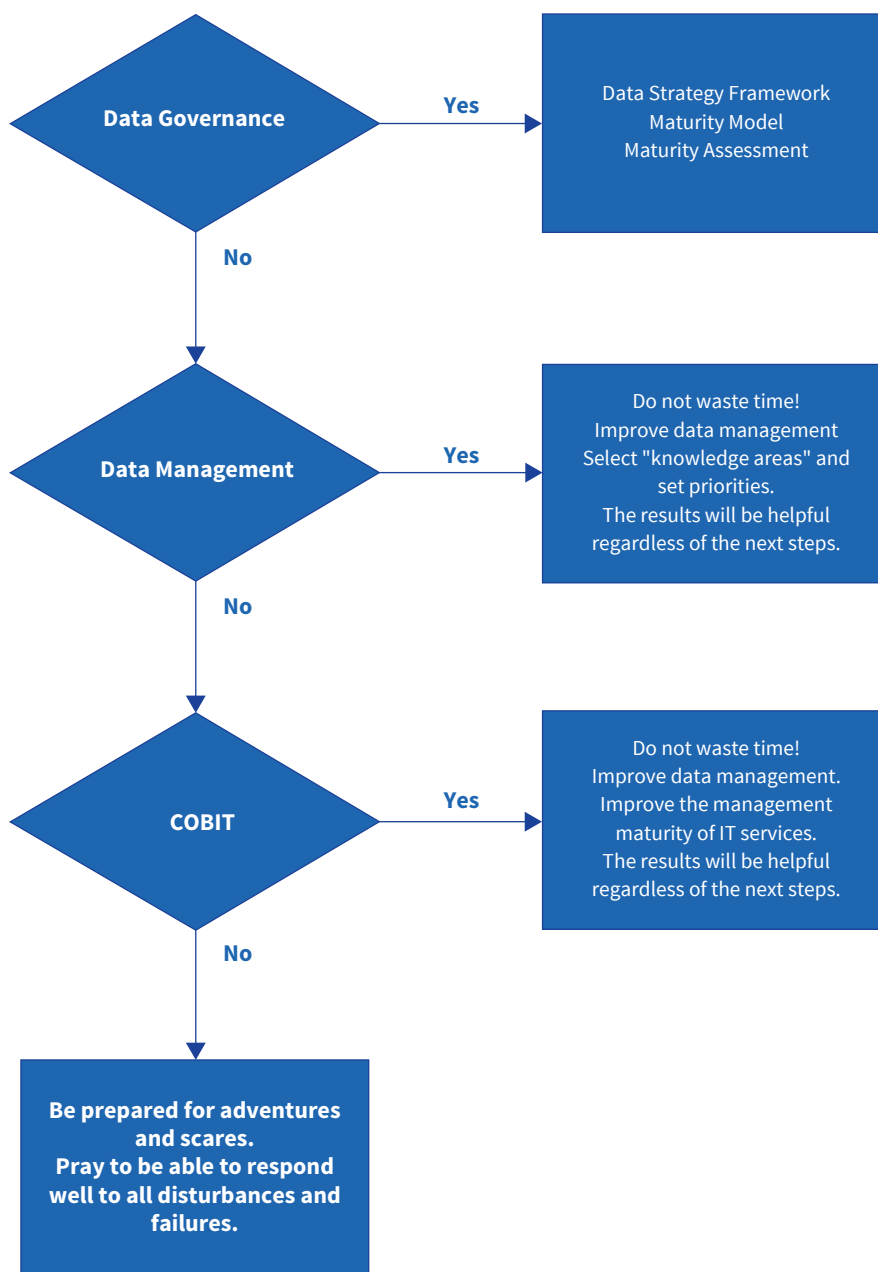 Data Governance
Yes
Data Strategy Framework
Maturity Model
Maturity Assessment
No
Data Management
Yes
Do not waste time!
Improve data management
Select "knowledge areas" and
set priorities.
The results will be helpful
regardless of the next steps.
No
COBIT
Yes
Do not waste time!
Improve data management.
Improve the management
maturity of IT services.
The results will be helpful
regardless of the next steps.
No
Be prepared for adventures
and scares.
Pray to be able to respond
well to all disturbances and
failures.